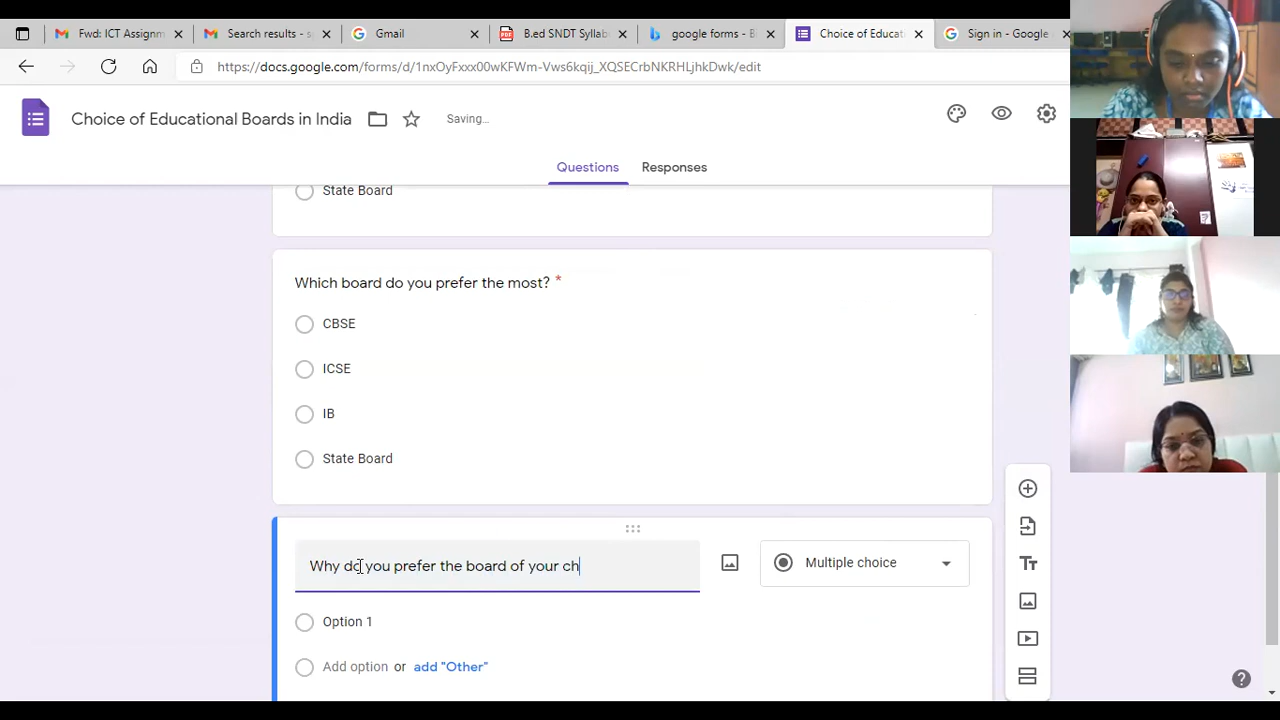 Fwd: ICT Assignm
Search results - s
Gmail
B.ed SNDT Syllab
google forms - B
Choice of Educati
Sign in - Google
https://docs.google.com/forms/d/1nxOyFxxx00wKFWm-Vws6kqij_XQSECrbNKRHLjhkDwk/edit
Choice of Educational Boards in India
Saving...
Questions
Responses
State Board
Which board do you prefer the most? *
CBSE
ICSE
IB
State Board
Why do you prefer the board of your ch
Multiple choice
Option 1
Add option or add "Other"